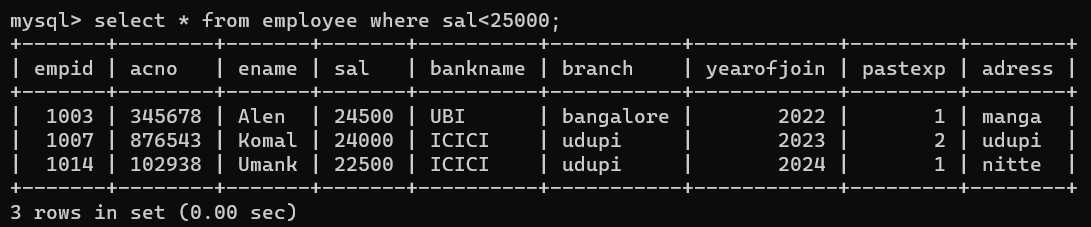 mysql> select * from employee where sal<25000;
+-------+--------+-------+-------+----------+-----------+------------+---------+--------+
| empid | acno   | ename | sal   | bankname | branch    | yearofjoin | pastexp | adress |
+-------+--------+-------+-------+----------+-----------+------------+---------+--------+
|  1003 | 345678 | Alen  | 24500 | UBI      | bangalore |       2022 |       1 | manga  |
|  1007 | 876543 | Komal | 24000 | ICICI    | udupi     |       2023 |       2 | udupi  |
|  1014 | 102938 | Umank | 22500 | ICICI    | udupi     |       2024 |       1 | nitte  |
+-------+--------+-------+-------+----------+-----------+------------+---------+--------+
3 rows in set (0.00 sec)